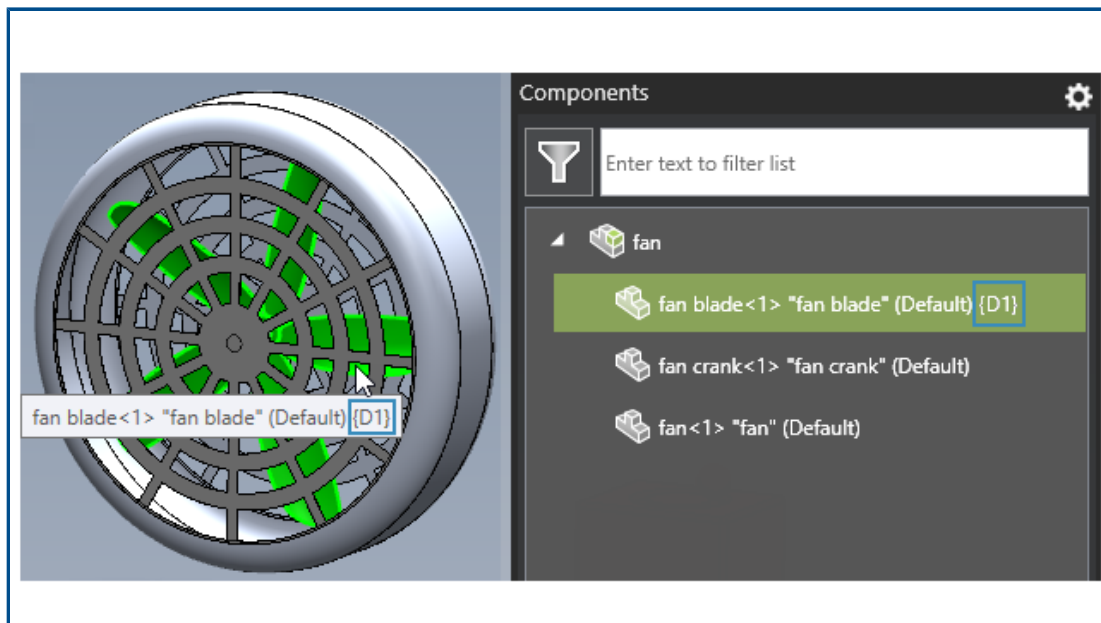 Components
Enter text to filter list
fan
fan blade<1> "fan blade" (Default) {D1}
fan crank<1> "fan crank" (Default)
fan<1> "fan" (Default)
fan blade<1> "fan blade" (Default) {D1}